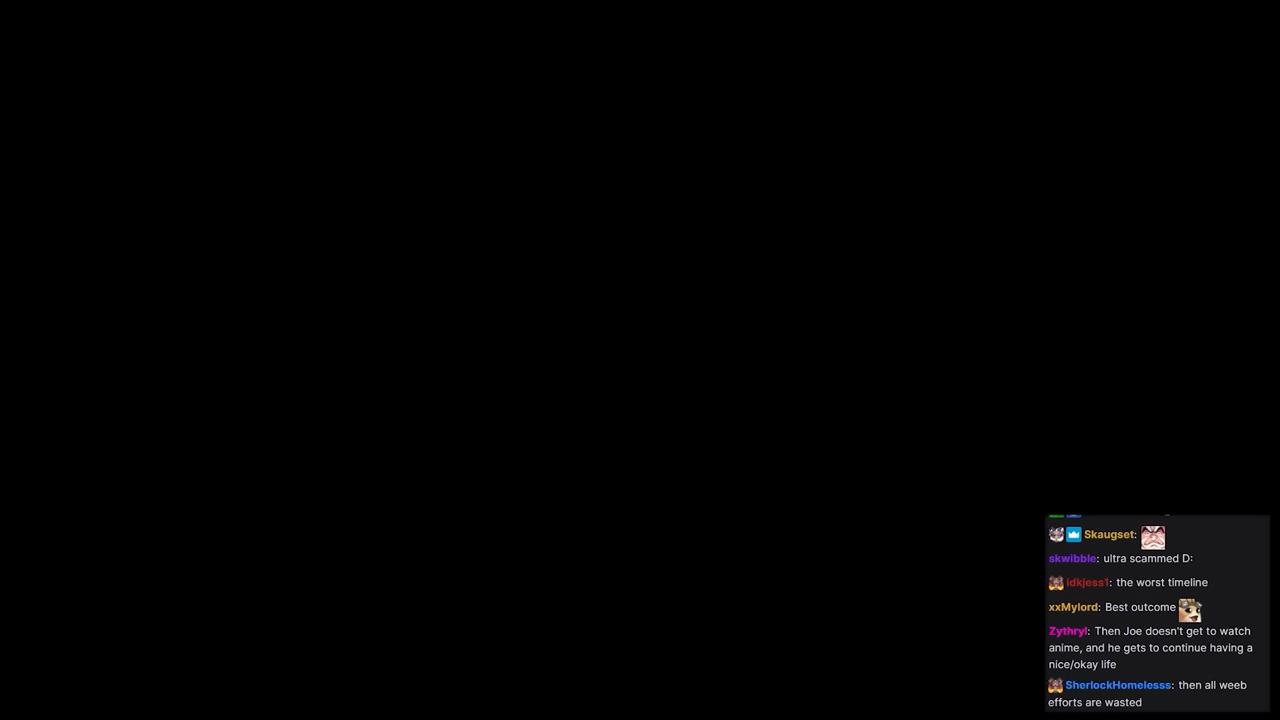 Skaugset:
skwibble: ultra scammed D:
idkjess1: the worst timeline
xxMylord: Best outcome
Zythryl: Then Joe doesn't get to watch
anime, and he gets to continue having a
nice/okay life
SherlockHomelesss: then all weeb
efforts are wasted